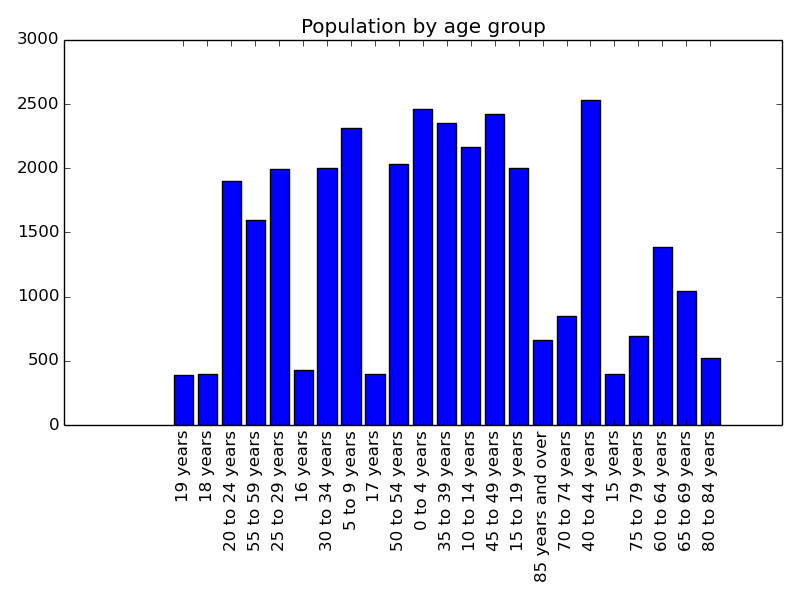 Population by age group
3000
2500
2000
1500
1000
500
0
19 years
18 years
20 to 24 years
55 to 59 years
25 to 29 years
16 years
30 to 34 years
5 to 9 years
17 years
50 to 54 years
0 to 4 years
35 to 39 years
10 to 14 years
45 to 49 years
15 to 19 years
85 years and over
70 to 74 years
40 to 44 years
15 years
75 to 79 years
60 to 64 years
65 to 69 years
80 to 84 years